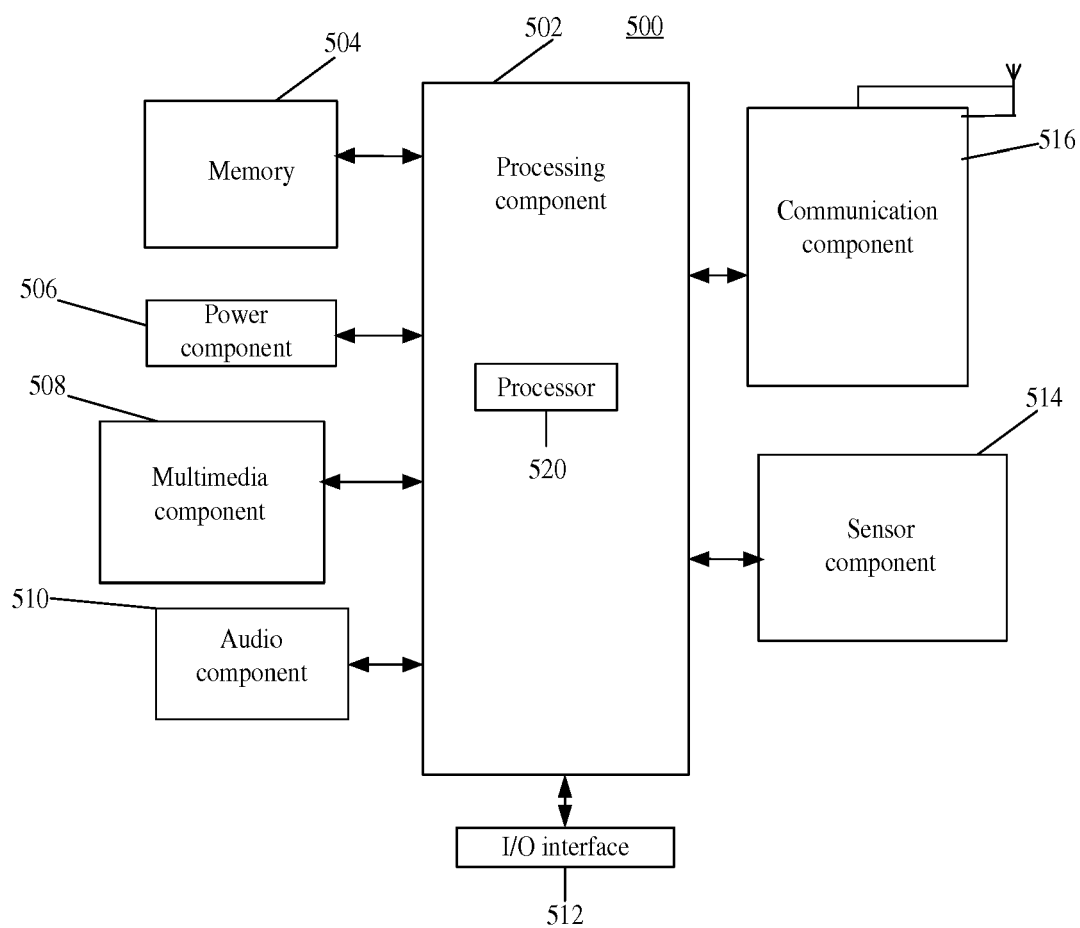 500
502
504
Memory
Processing
component
516
Communication
component
506
Power
component
508
Processor
520
514
Multimedia
component
Sensor
component
510
Audio
component
I/O interface
512